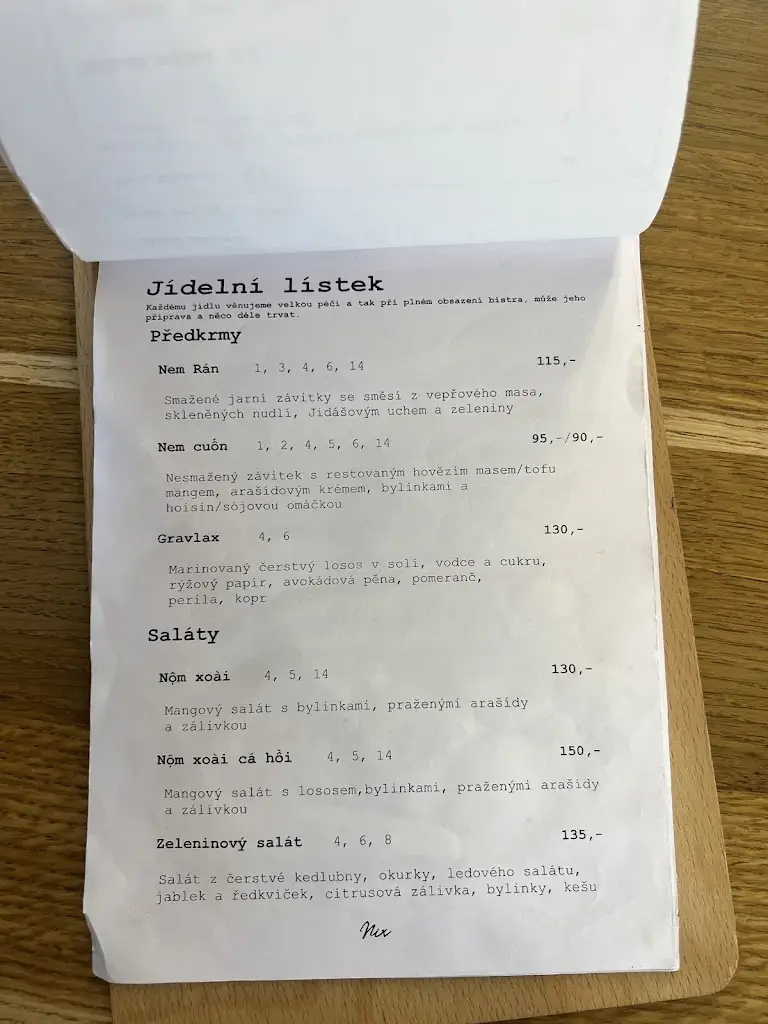 Jídelní lístek
Každému jídlu věnujeme velkou péči a tak při plném obsazení bistra, může jeho
příprava a něco déle trvat.
Předkrmy
Nem Rán 1, 3, 4, 6, 14 115,-
Smažené jarní závitky se směsí z vepřového masa,
skleněných nudlí, Jidášovým uchem a zeleniny
Nem cuốn 1, 2, 4, 5, 6, 14 95,-/90,-
Nesmažený závitek s restovaným hovězím masem/tofu
mangem, arašídovým krémem, bylinkami a
hoisin/sójovou omáčkou
Gravlax 4, 6 130,-
Marinovaný čerstvý losos v soli, vodce a cukru,
rýžový papír, avokádová pěna, pomeranč,
perila, kopr
Saláty
Nộm xoài 4, 5, 14 130,-
Mangový salát s bylinkami, praženými arašídy
a zálivkou
Nộm xoài cá hồi 4, 5, 14 150,-
Mangový salát s lososem,bylinkami, praženými arašídy
a zálivkou
Zeleninový salát 4, 6, 8 135,-
Salát z čerstvé kedlubny, okurky, ledového salátu,
jablek a ředkviček, citrusová zálivka, bylinky, kešu